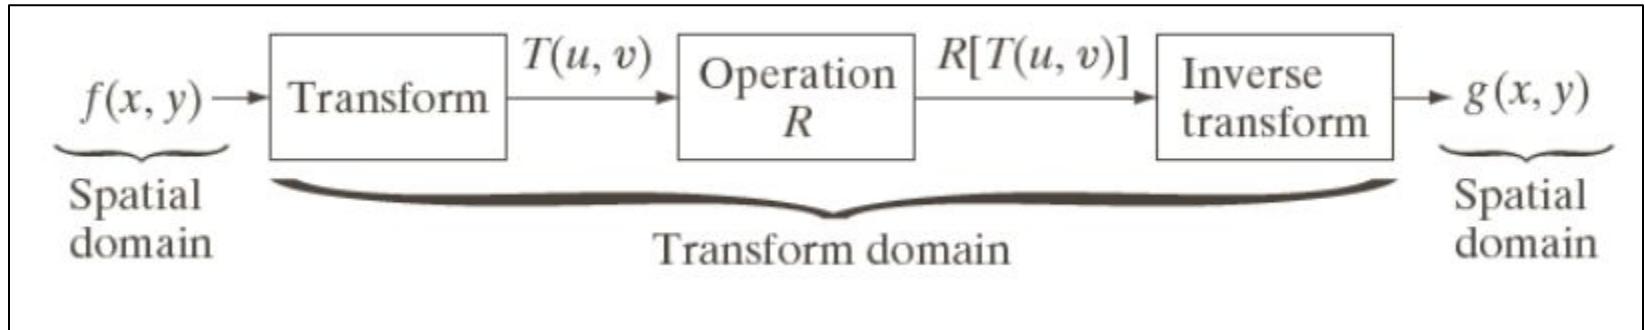 f(x, y)
Transform
T(u, v)
Operation
R
R[T(u, v)]
Inverse
transform
g(x, y)
Spatial
domain
Transform domain
Spatial
domain